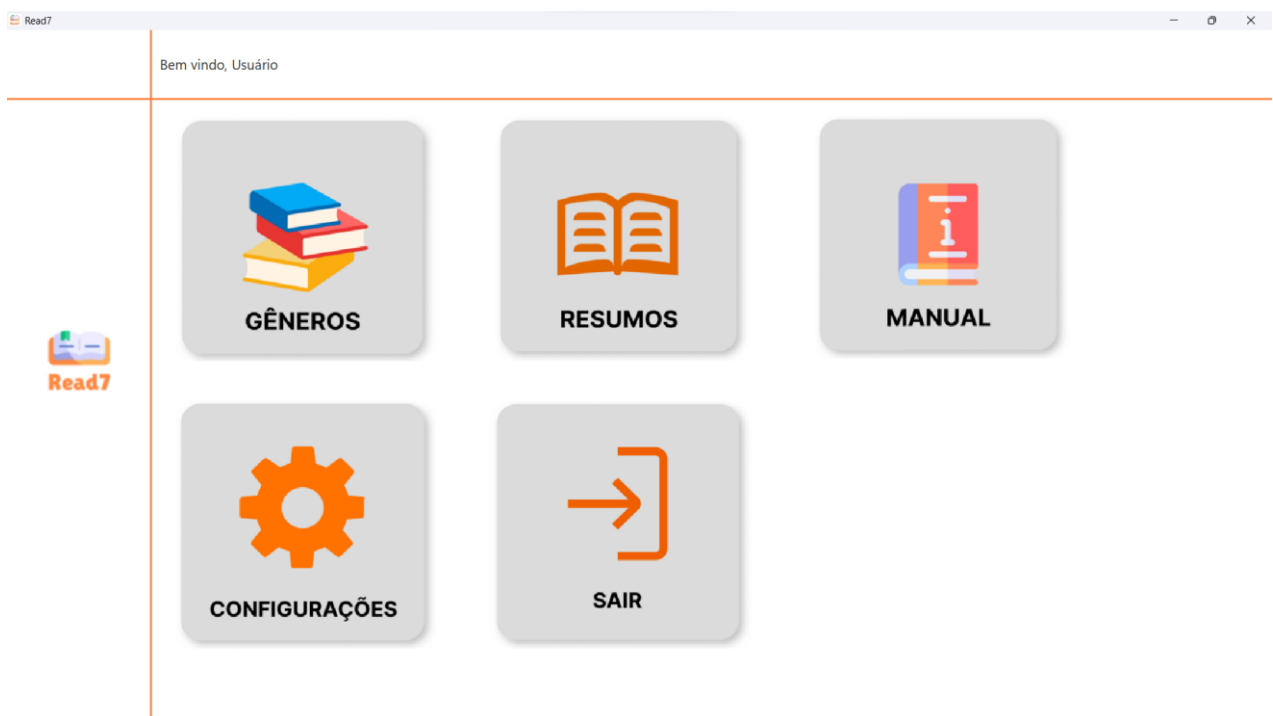 Read7
Bem vindo, Usuário
GÊNEROS
RESUMOS
MANUAL
Read7
CONFIGURAÇÕES
SAIR